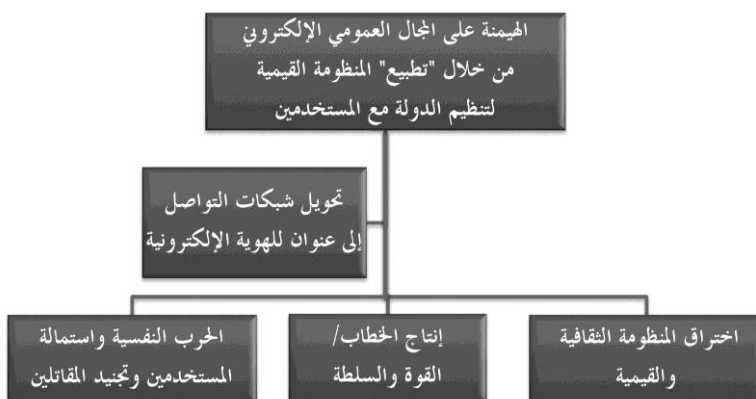 الهيمنة على المجال العمومي الإلكتروني
من خلال "تطبيع" المنظومة القيمية
لتنظيم الدولة مع المستخدمين
تحويل شبكات التواصل
إلى عنوان للهوية الإلكترونية
اختراق المنظومة الثقافية
والقيمية
إنتاج الخطاب/
القوة والسلطة
الحرب النفسية واستمالة
المستخدمين وتجنيد المقاتلين